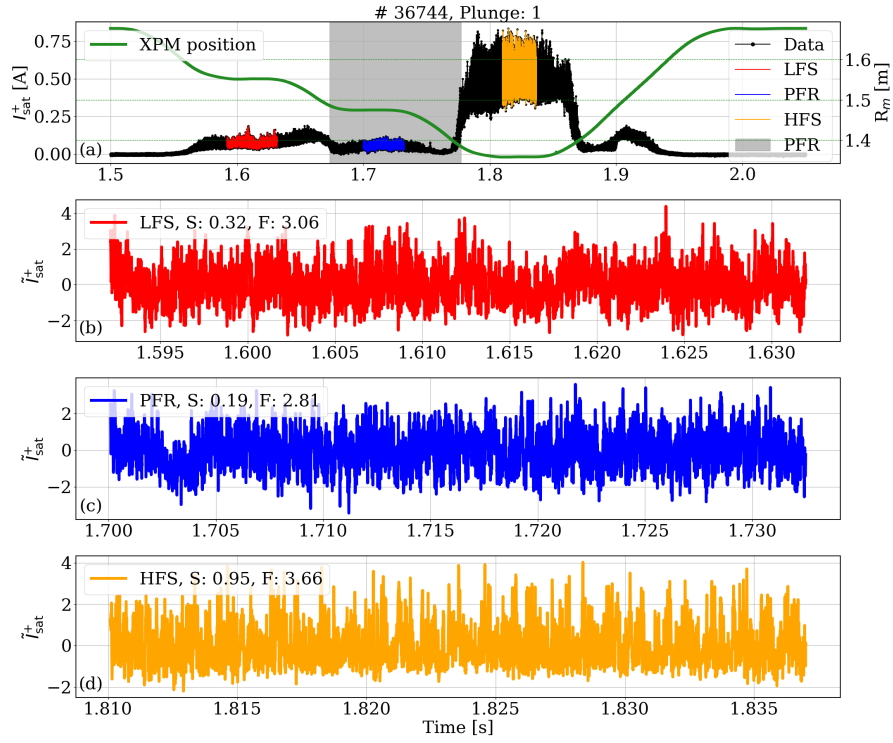 # 36744, Plunge: 1
I⁺sat [A]
0.75
0.50
0.25
0.00
XPM position
Data
LFS
PFR
HFS
PFR
(a)
1.6
1.5
1.4
R_m [m]
1.5 1.6 1.7 1.8 1.9 2.0
Ĩ⁺sat
4
2
0
−2
LFS, S: 0.32, F: 3.06
(b)
1.595 1.600 1.605 1.610 1.615 1.620 1.625 1.630
Ĩ⁺sat
2
0
−2
PFR, S: 0.19, F: 2.81
(c)
1.700 1.705 1.710 1.715 1.720 1.725 1.730
Ĩ⁺sat
4
2
0
−2
HFS, S: 0.95, F: 3.66
(d)
1.810 1.815 1.820 1.825 1.830 1.835
Time [s]